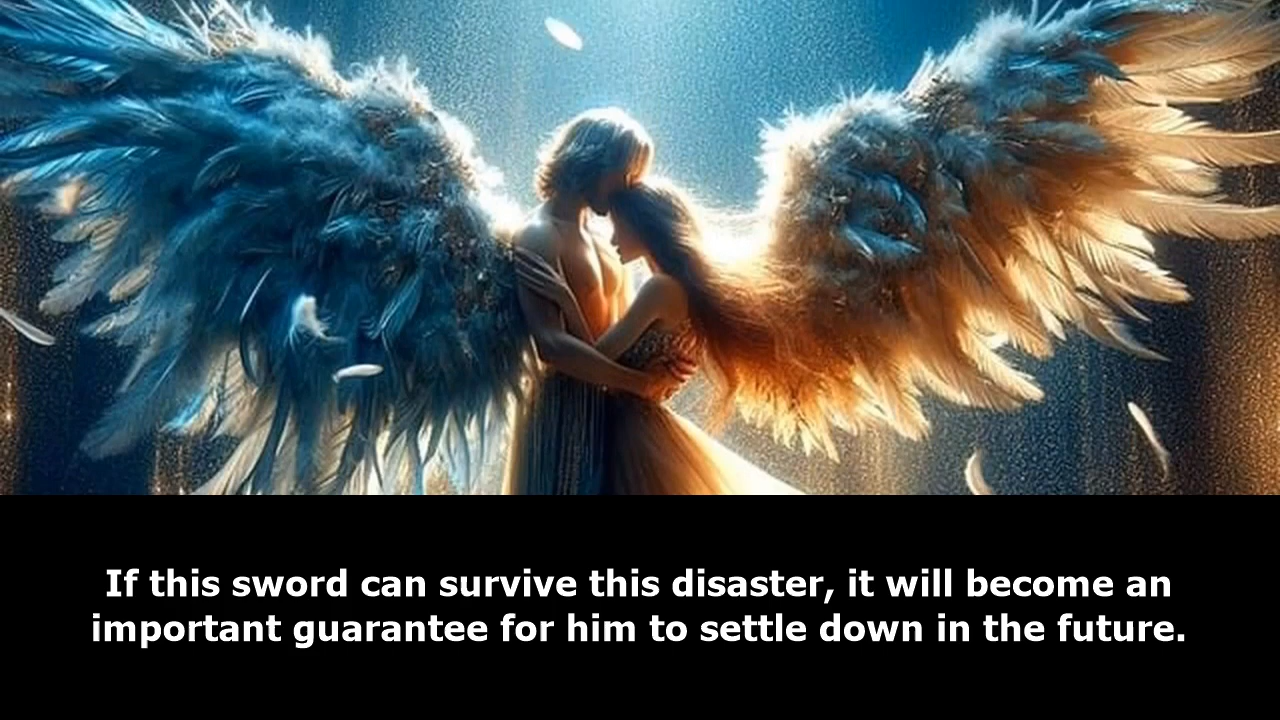 If this sword can survive this disaster, it will become an
important guarantee for him to settle down in the future.